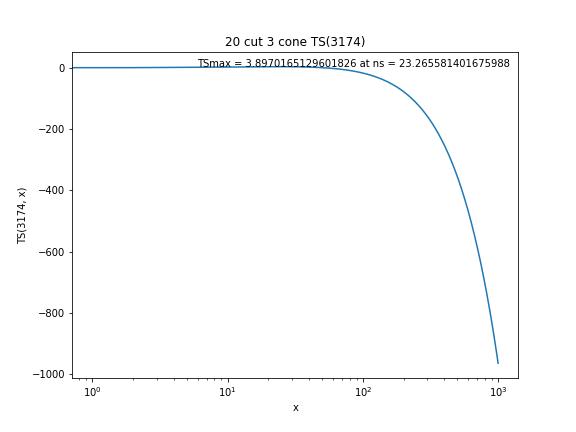 20 cut 3 cone TS(3174)
TSmax = 3.8970165129601826 at ns = 23.265581401675988
0
−200
−400
−600
−800
−1000
TS(3174, x)
10⁰ 10¹ 10² 10³
x